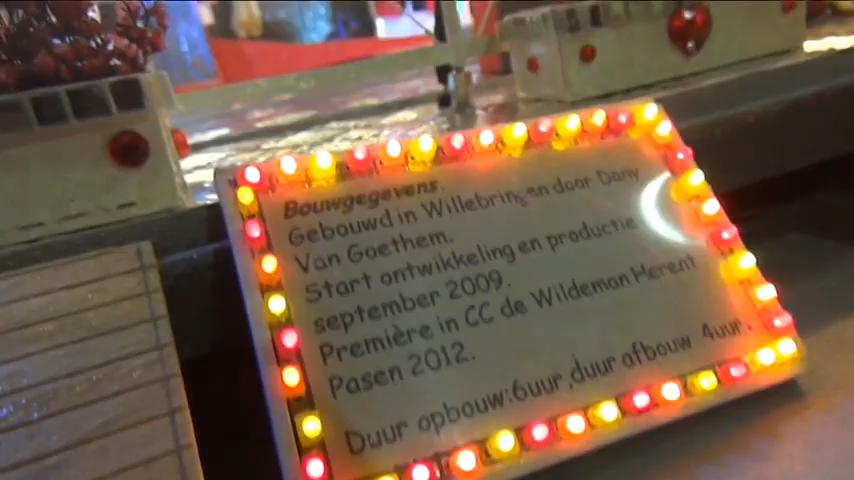 Bouwgegevens.
Gebouwd in Willebringen door Dany
Van Goethem.
Start ontwikkeling en productie
september 2009.
Première in CC de Wildeman Herent
Pasen 2012.
Duur opbouw:6uur ,duur afbouw 4uur.